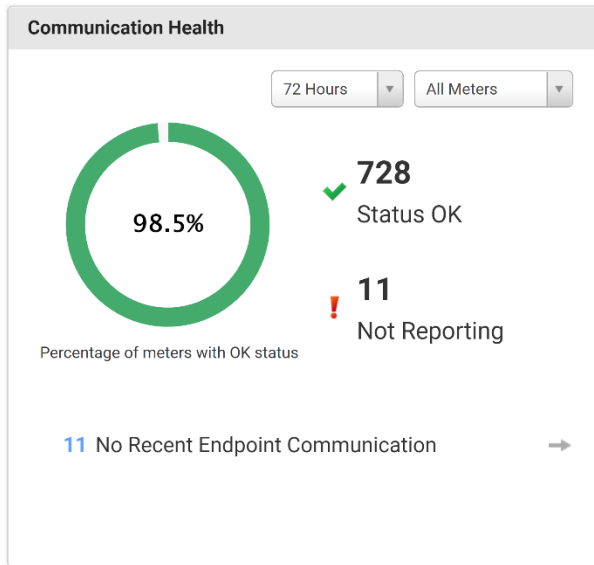 Communication Health
72 Hours
All Meters
98.5%
728
Status OK
11
Not Reporting
Percentage of meters with OK status
11 No Recent Endpoint Communication